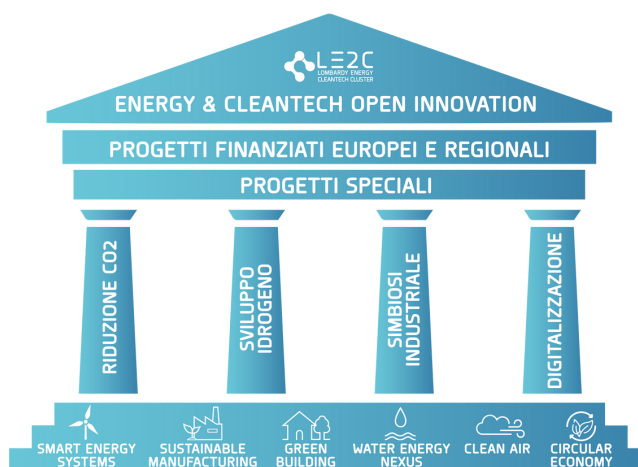 LE2C
LOMBARDY ENERGY
CLEANTECH CLUSTER
ENERGY & CLEANTECH OPEN INNOVATION
PROGETTI FINANZIATI EUROPEI E REGIONALI
PROGETTI SPECIALI
RIDUZIONE CO2
SVILUPPO
IDROGENO
SIMBIOSI
INDUSTRIALE
DIGITALIZZAZIONE
SMART ENERGY
SYSTEMS
SUSTAINABLE
MANUFACTURING
GREEN
BUILDING
WATER ENERGY
NEXUS
CLEAN AIR
CIRCULAR
ECONOMY